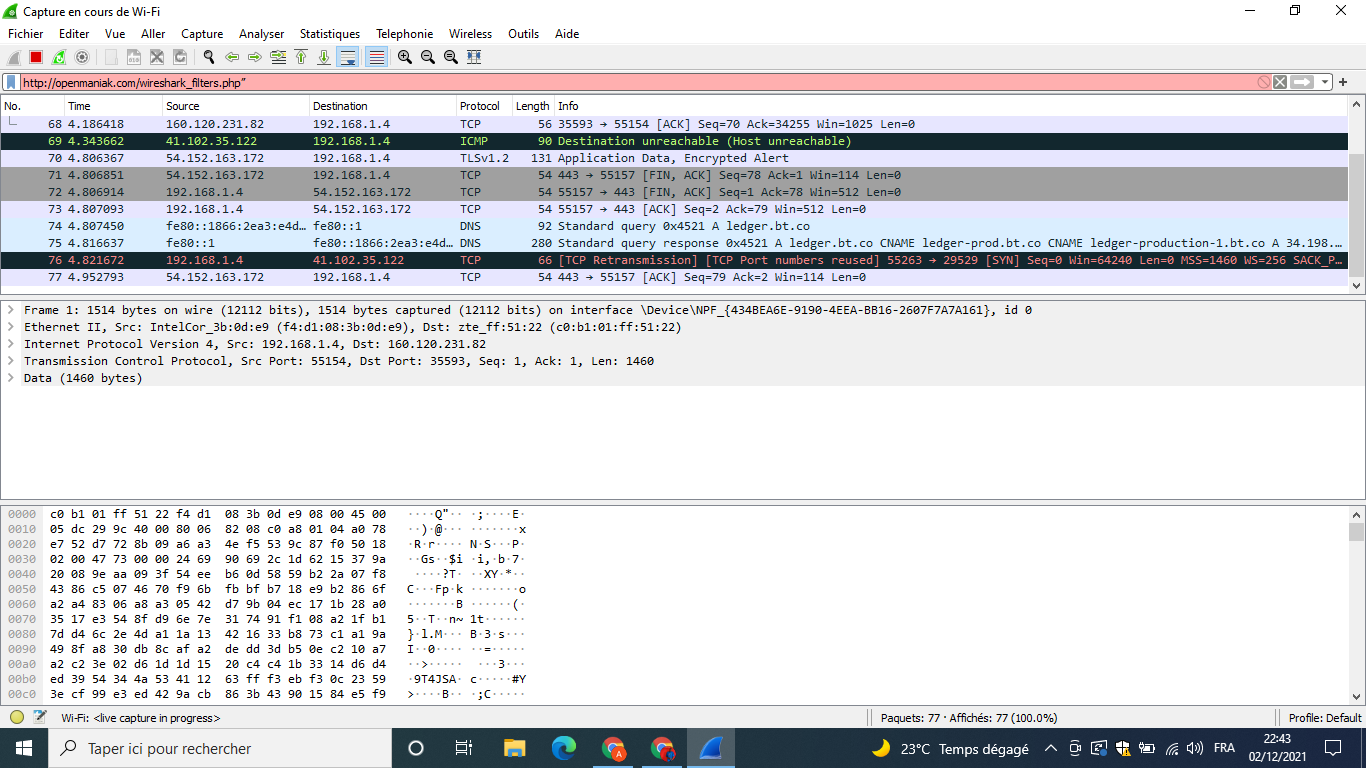 Capture en cours de Wi-Fi
Fichier Editer Vue Aller Capture Analyser Statistiques Telephonie Wireless Outils Aide
http://openmaniak.com/wireshark_filters.php"
No. Time Source Destination Protocol Length Info
68 4.186418 160.120.231.82 192.168.1.4 TCP 56 35593 → 55154 [ACK] Seq=70 Ack=34255 Win=1025 Len=0
69 4.343662 41.102.35.122 192.168.1.4 ICMP 90 Destination unreachable (Host unreachable)
70 4.806367 54.152.163.172 192.168.1.4 TLSv1.2 131 Application Data, Encrypted Alert
71 4.806851 54.152.163.172 192.168.1.4 TCP 54 443 → 55157 [FIN, ACK] Seq=78 Ack=1 Win=114 Len=0
72 4.806914 192.168.1.4 54.152.163.172 TCP 54 55157 → 443 [FIN, ACK] Seq=1 Ack=78 Win=512 Len=0
73 4.807093 192.168.1.4 54.152.163.172 TCP 54 55157 → 443 [ACK] Seq=2 Ack=79 Win=512 Len=0
74 4.807450 fe80::1866:2ea3:e4d… fe80::1 DNS 92 Standard query 0x4521 A ledger.bt.co
75 4.816637 fe80::1 fe80::1866:2ea3:e4d… DNS 280 Standard query response 0x4521 A ledger.bt.co CNAME ledger-prod.bt.co CNAME ledger-production-1.bt.co A 34.198.…
76 4.821672 192.168.1.4 41.102.35.122 TCP 66 [TCP Retransmission] [TCP Port numbers reused] 55263 → 29529 [SYN] Seq=0 Win=64240 Len=0 MSS=1460 WS=256 SACK_P…
77 4.952793 54.152.163.172 192.168.1.4 TCP 54 443 → 55157 [ACK] Seq=79 Ack=2 Win=114 Len=0
Frame 1: 1514 bytes on wire (12112 bits), 1514 bytes captured (12112 bits) on interface \Device\NPF_{434BEA6E-9190-4EEA-BB16-2607F7A7A161}, id 0
Ethernet II, Src: IntelCor_3b:0d:e9 (f4:d1:08:3b:0d:e9), Dst: zte_ff:51:22 (c0:b1:01:ff:51:22)
Internet Protocol Version 4, Src: 192.168.1.4, Dst: 160.120.231.82
Transmission Control Protocol, Src Port: 55154, Dst Port: 35593, Seq: 1, Ack: 1, Len: 1460
Data (1460 bytes)
0000 c0 b1 01 ff 51 22 f4 d1 08 3b 0d e9 08 00 45 00 ····Q"·· ·;····E·
0010 05 dc 29 9c 40 00 80 06 82 08 c0 a8 01 04 a0 78 ··)·@··· ·······x
0020 e7 52 d7 72 8b 09 a6 a3 4e f5 53 9c 87 f0 50 18 ·R·r···· N·S···P·
0030 02 00 47 73 00 00 24 69 90 69 2c 1d 62 15 37 9a ··Gs··$i ·i,·b·7·
0040 20 08 9e aa 09 3f 54 ee b6 0d 58 59 b2 2a 07 f8 ·····?T· ··XY·*··
0050 43 86 c5 07 46 70 f9 6b fb bf b7 18 e9 b2 86 6f C···Fp·k ·······o
0060 a2 a4 83 06 a8 a3 05 42 d7 9b 04 ec 17 1b 28 a0 ·······B ······(·
0070 35 17 e3 54 8f d9 6e 7e 31 74 91 f1 08 a2 1f b1 5··T··n~ 1t······
0080 7d d4 6c 2e 4d a1 1a 13 42 16 33 b8 73 c1 a1 9a }·l.M··· B·3·s···
0090 49 8f a8 30 db 8c af a2 de dd 3d b5 0e c2 10 a7 I··0···· ··=·····
00a0 a2 c2 3e 02 d6 1d 1d 15 20 c4 c4 1b 33 14 d6 d4 ··>····· ···3···
00b0 ed 39 54 34 4a 53 41 12 63 ff f3 eb f3 0c 23 59 ·9T4JSA· c·····#Y
00c0 3e cf 99 e3 ed 42 9a cb 86 3b 43 90 15 84 e5 f9 >····B·· ·;C·····
Wi-Fi: <live capture in progress> Paquets: 77 · Affichés: 77 (100.0%) Profile: Default
Taper ici pour rechercher
23°C Temps dégagé
FRA
22:43
02/12/2021